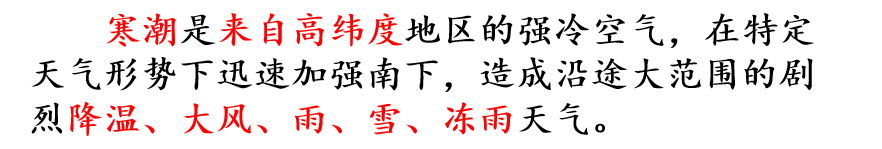 寒潮是来自高纬度地区的强冷空气，在特定
天气形势下迅速加强南下，造成沿途大范围的剧
烈降温、大风、雨、雪、冻雨天气。